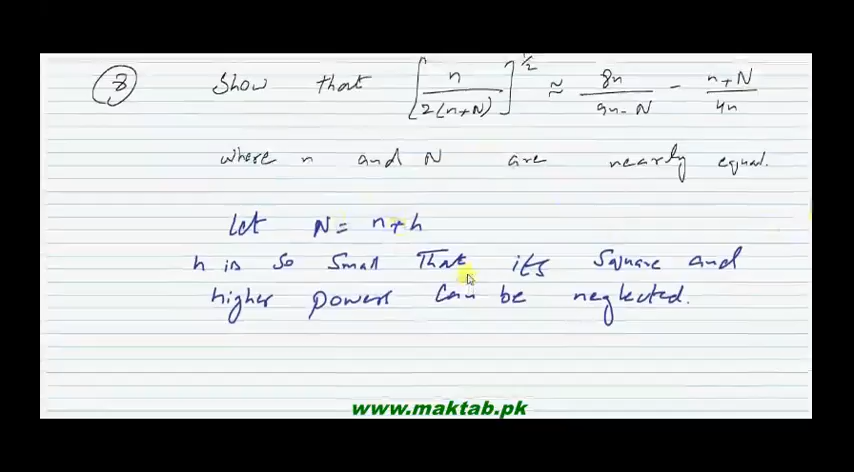 8 Show that [n / 2(n+N)]^1/2 ≈ 8n / 9n-N - n+N / 4n
where n and N are nearly equal.
Let N = n+h
h is so small that its square and
higher powers can be neglected.
www.maktab.pk